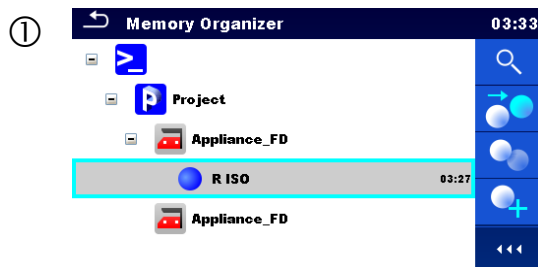 ①
Memory Organizer 03:33
>_
P Project
Appliance_FD
R ISO 03:27
Appliance_FD